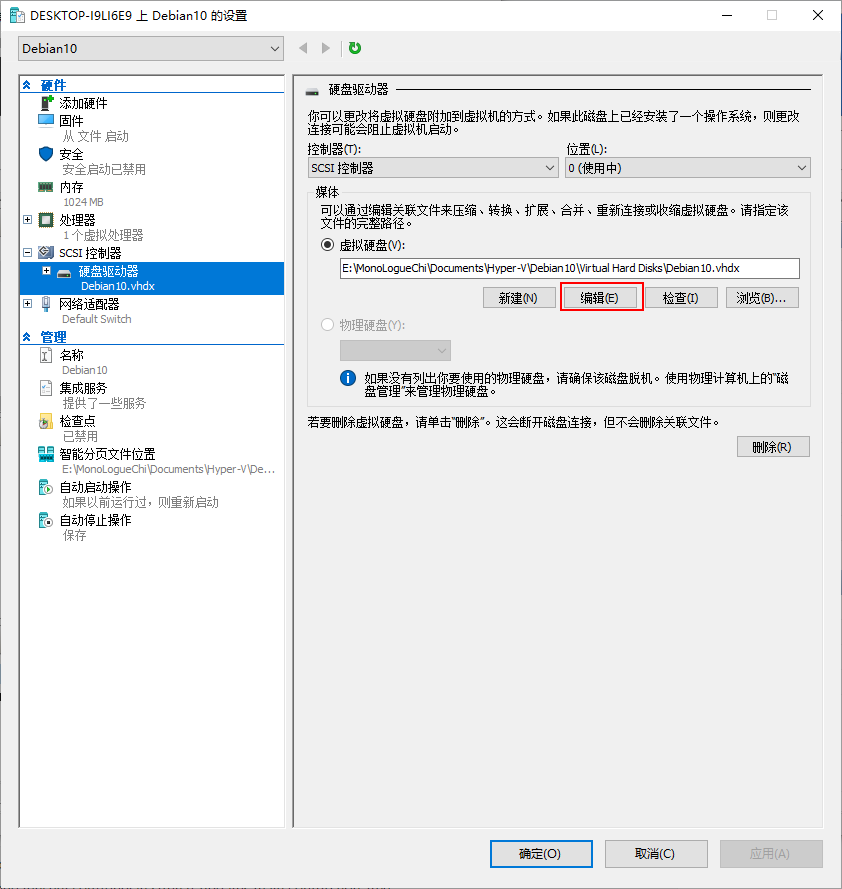 DESKTOP-I9LI6E9 上 Debian10 的设置
Debian10
硬件
添加硬件
固件
从 文件 启动
安全
安全启动已禁用
内存
1024 MB
处理器
1 个虚拟处理器
SCSI 控制器
硬盘驱动器
Debian10.vhdx
网络适配器
Default Switch
管理
名称
Debian10
集成服务
提供了一些服务
检查点
已禁用
智能分页文件位置
E:\MonoLogueChi\Documents\Hyper-V\De...
自动启动操作
如果以前运行过，则重新启动
自动停止操作
保存
硬盘驱动器
你可以更改将虚拟硬盘附加到虚拟机的方式。如果此磁盘上已经安装了一个操作系统，则更改
连接可能会阻止虚拟机启动。
控制器(T): 位置(L):
SCSI 控制器 0 (使用中)
媒体
可以通过编辑关联文件来压缩、转换、扩展、合并、重新连接或收缩虚拟硬盘。请指定该
文件的完整路径。
虚拟硬盘(V):
E:\MonoLogueChi\Documents\Hyper-V\Debian10\Virtual Hard Disks\Debian10.vhdx
新建(N) 编辑(E) 检查(I) 浏览(B)...
物理硬盘(Y):
如果没有列出你要使用的物理硬盘，请确保该磁盘脱机。使用物理计算机上的"磁
盘管理"来管理物理硬盘。
若要删除虚拟硬盘，请单击"删除"。这会断开磁盘连接，但不会删除关联文件。
删除(R)
确定(O) 取消(C) 应用(A)